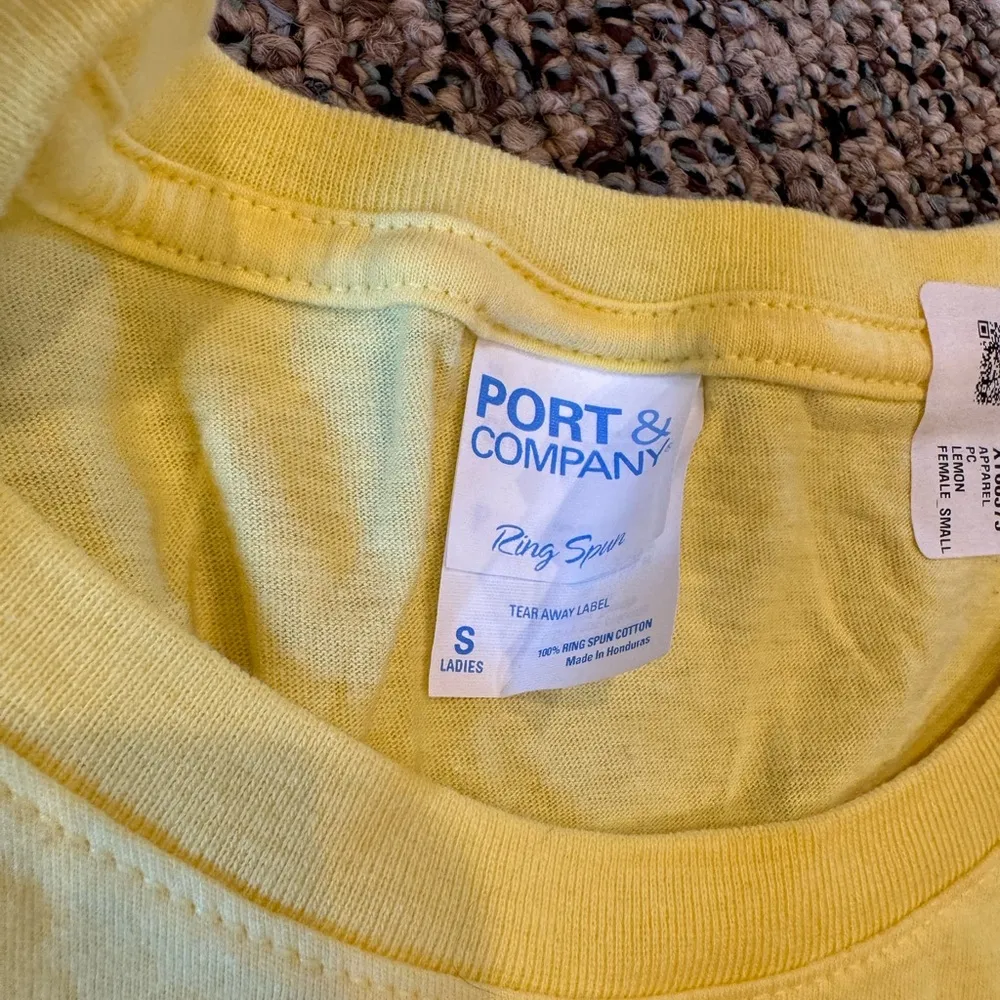 PORT &
COMPANY
Ring Spun
TEAR AWAY LABEL
S
LADIES
100% RING SPUN COTTON
Made In Honduras
APPAREL
PC
LEMON
FEMALE_SMALL